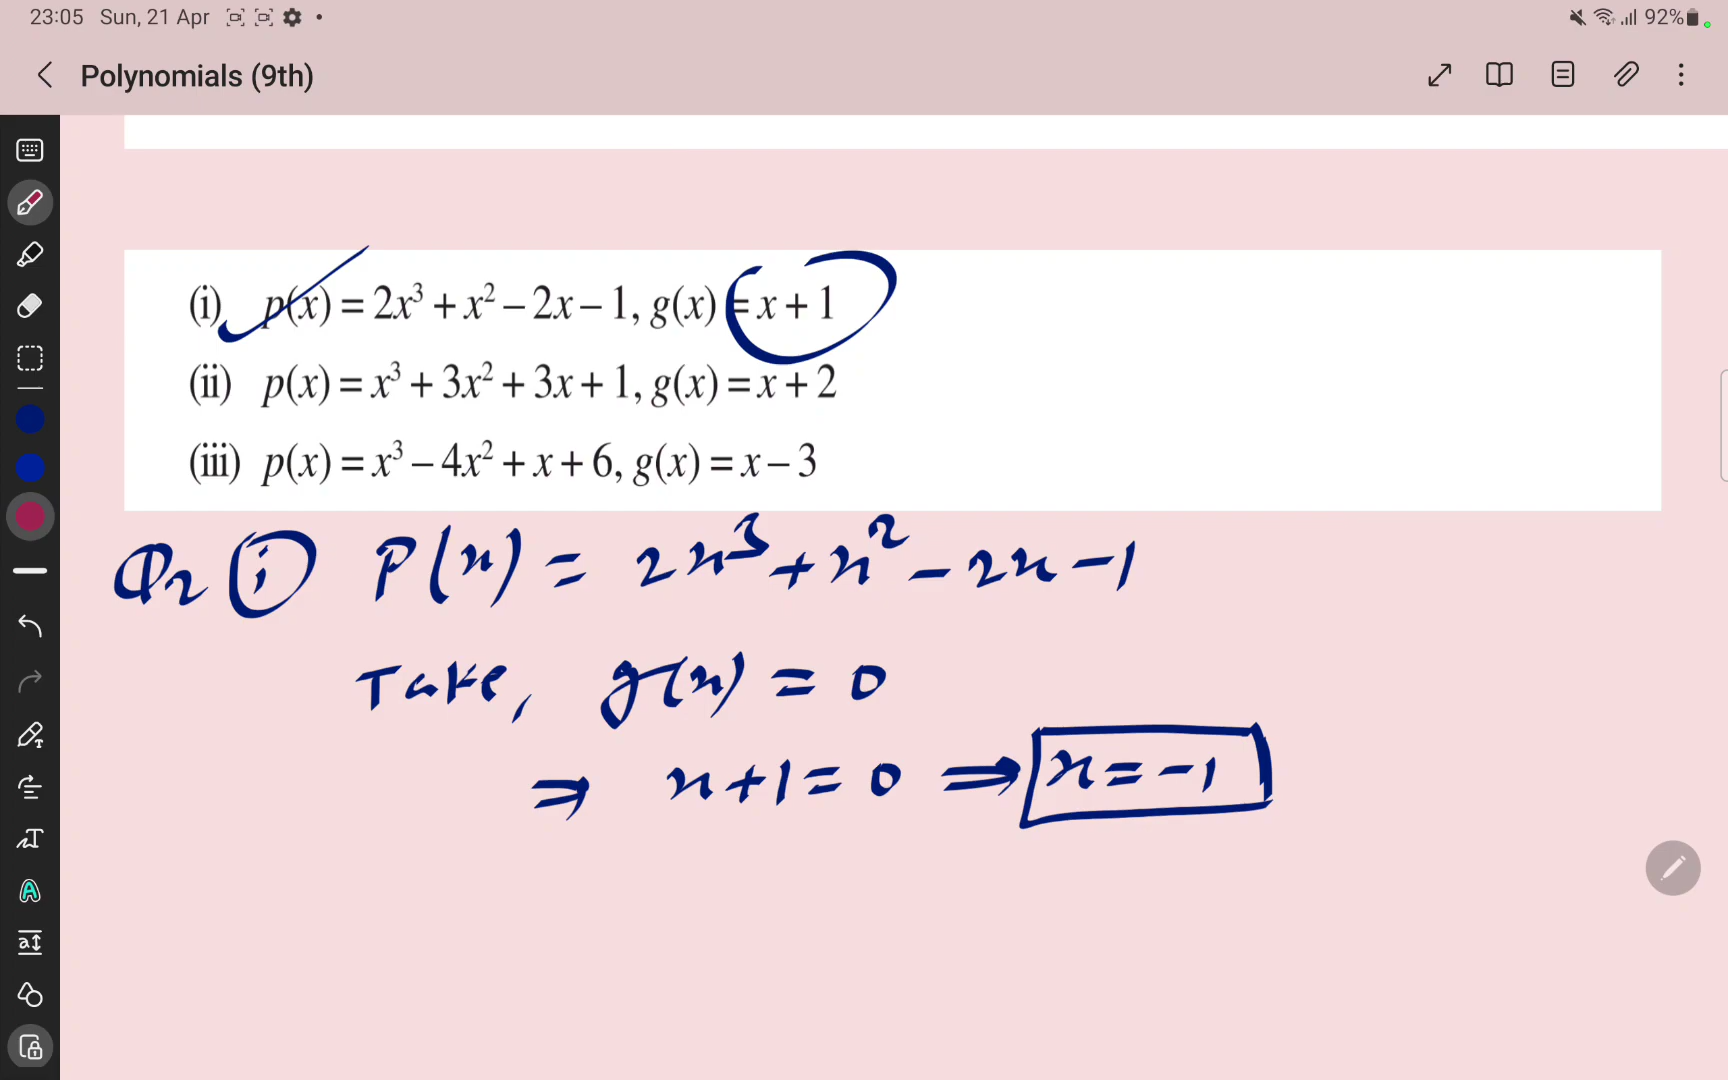 23:05 Sun, 21 Apr 92%
Polynomials (9th)
(i) p(x) = 2x³ + x² – 2x – 1, g(x) = x + 1
(ii) p(x) = x³ + 3x² + 3x + 1, g(x) = x + 2
(iii) p(x) = x³ – 4x² + x + 6, g(x) = x – 3
Q2 (i) P(x) = 2x³ + x² – 2x – 1
Take, g(x) = 0
⇒ x + 1 = 0 ⇒ x = –1